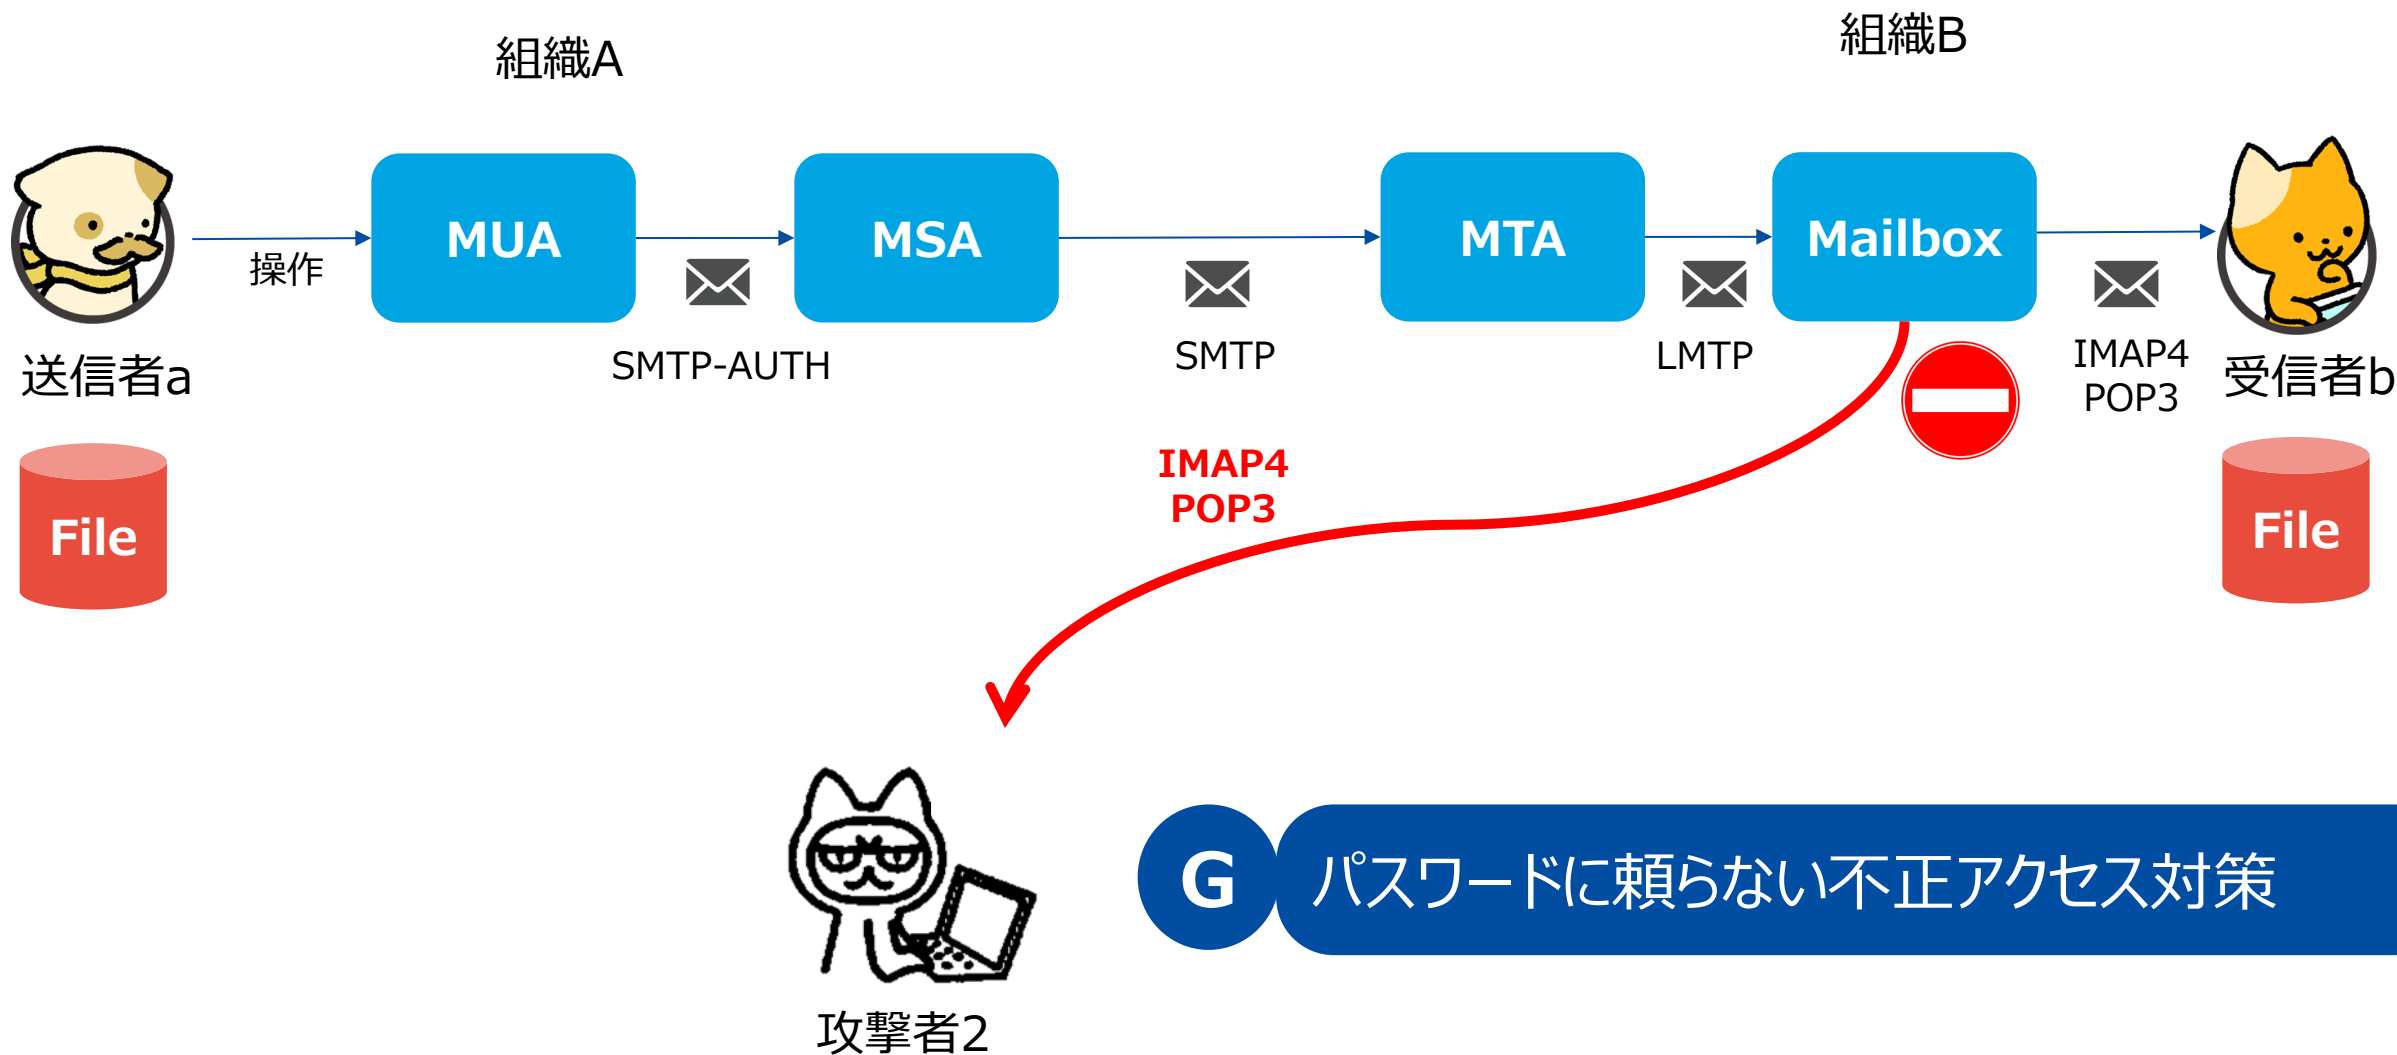 組織A
組織B
MUA
MSA
MTA
Mailbox
操作
SMTP-AUTH
SMTP
LMTP
IMAP4
POP3
送信者a
受信者b
File
IMAP4
POP3
File
G
パスワードに頼らない不正アクセス対策
攻撃者2